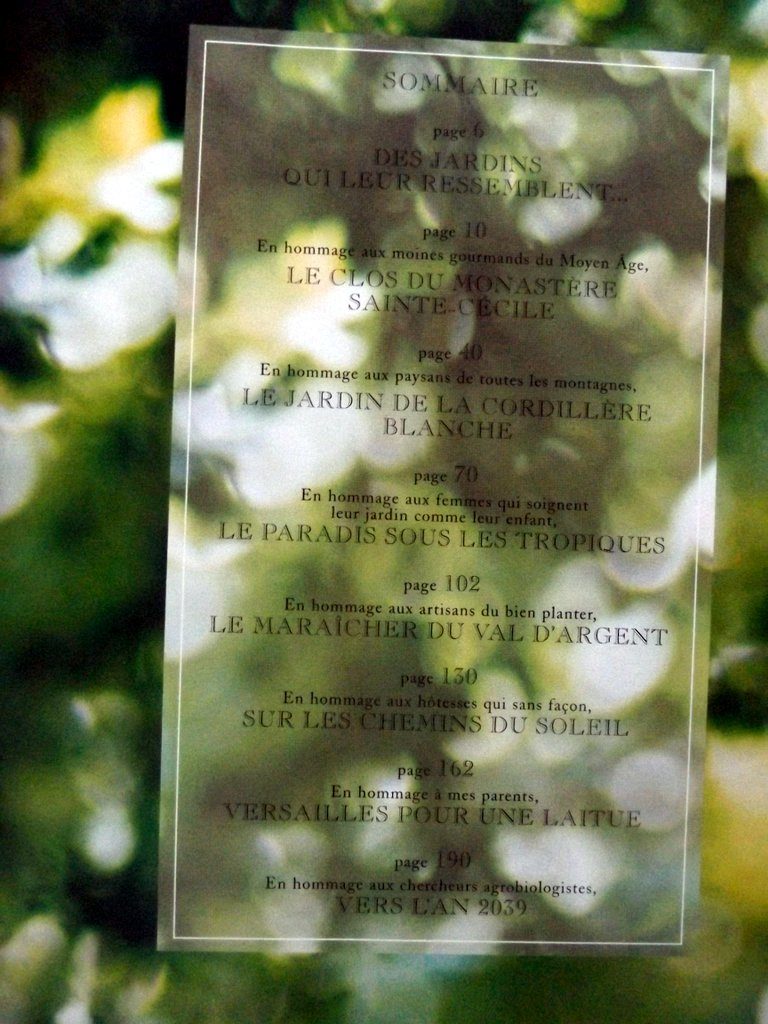 SOMMAIRE
page 6
DES JARDINS
QUI LEUR RESSEMBLENT...
page 10
En hommage aux moines gourmands du Moyen Âge,
LE CLOS DU MONASTÈRE
SAINTE-CÉCILE
page 40
En hommage aux paysans de toutes les montagnes,
LE JARDIN DE LA CORDILLÈRE
BLANCHE
page 70
En hommage aux femmes qui soignent
leur jardin comme leur enfant,
LE PARADIS SOUS LES TROPIQUES
page 102
En hommage aux artisans du bien planter,
LE MARAÎCHER DU VAL D'ARGENT
page 130
En hommage aux hôtesses qui sans façon,
SUR LES CHEMINS DU SOLEIL
page 162
En hommage à mes parents,
VERSAILLES POUR UNE LAITUE
page 190
En hommage aux chercheurs agrobiologistes,
VERS L'AN 2039